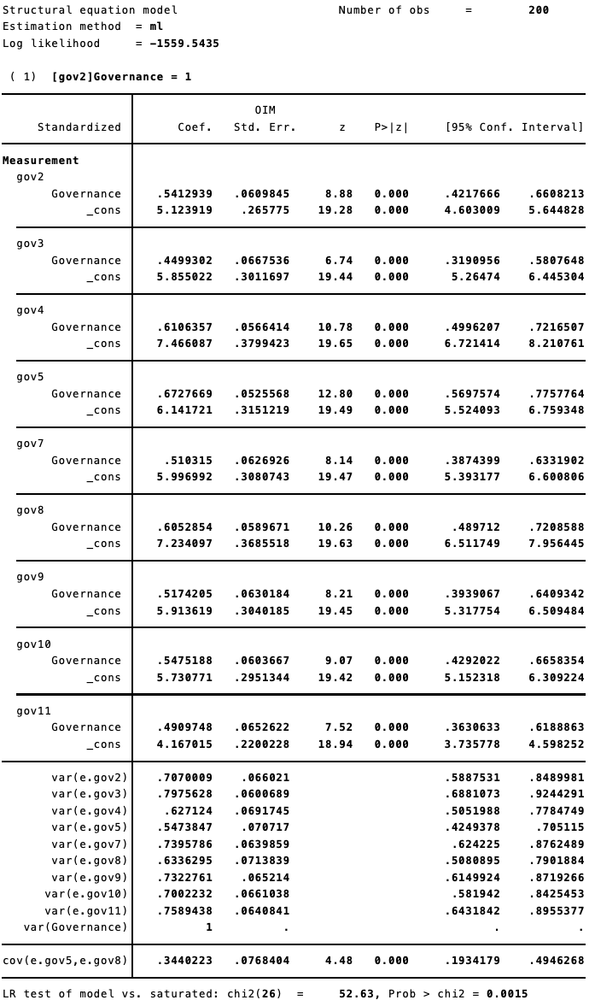 Structural equation model Number of obs = 200
Estimation method = ml
Log likelihood = -1559.5435
( 1) [gov2]Governance = 1
OIM
Standardized Coef. Std. Err. z P>|z| [95% Conf. Interval]
Measurement
gov2
Governance .5412939 .0609845 8.88 0.000 .4217666 .6608213
_cons 5.123919 .265775 19.28 0.000 4.603009 5.644828
gov3
Governance .4499302 .0667536 6.74 0.000 .3190956 .5807648
_cons 5.855022 .3011697 19.44 0.000 5.26474 6.445304
gov4
Governance .6106357 .0566414 10.78 0.000 .4996207 .7216507
_cons 7.466087 .3799423 19.65 0.000 6.721414 8.210761
gov5
Governance .6727669 .0525568 12.80 0.000 .5697574 .7757764
_cons 6.141721 .3151219 19.49 0.000 5.524093 6.759348
gov7
Governance .510315 .0626926 8.14 0.000 .3874399 .6331902
_cons 5.996992 .3080743 19.47 0.000 5.393177 6.600806
gov8
Governance .6052854 .0589671 10.26 0.000 .489712 .7208588
_cons 7.234097 .3685518 19.63 0.000 6.511749 7.956445
gov9
Governance .5174205 .0630184 8.21 0.000 .3939067 .6409342
_cons 5.913619 .3040185 19.45 0.000 5.317754 6.509484
gov10
Governance .5475188 .0603667 9.07 0.000 .4292022 .6658354
_cons 5.730771 .2951344 19.42 0.000 5.152318 6.309224
gov11
Governance .4909748 .0652622 7.52 0.000 .3630633 .6188863
_cons 4.167015 .2200228 18.94 0.000 3.735778 4.598252
var(e.gov2) .7070009 .066021 .5887531 .8489981
var(e.gov3) .7975628 .0600689 .6881073 .9244291
var(e.gov4) .627124 .0691745 .5051988 .7784749
var(e.gov5) .5473847 .070717 .4249378 .705115
var(e.gov7) .7395786 .0639859 .624225 .8762489
var(e.gov8) .6336295 .0713839 .5080895 .7901884
var(e.gov9) .7322761 .065214 .6149924 .8719266
var(e.gov10) .7002232 .0661038 .581942 .8425453
var(e.gov11) .7589438 .0640841 .6431842 .8955377
var(Governance) 1 . . .
cov(e.gov5,e.gov8) .3440223 .0768404 4.48 0.000 .1934179 .4946268
LR test of model vs. saturated: chi2(26) = 52.63, Prob > chi2 = 0.0015